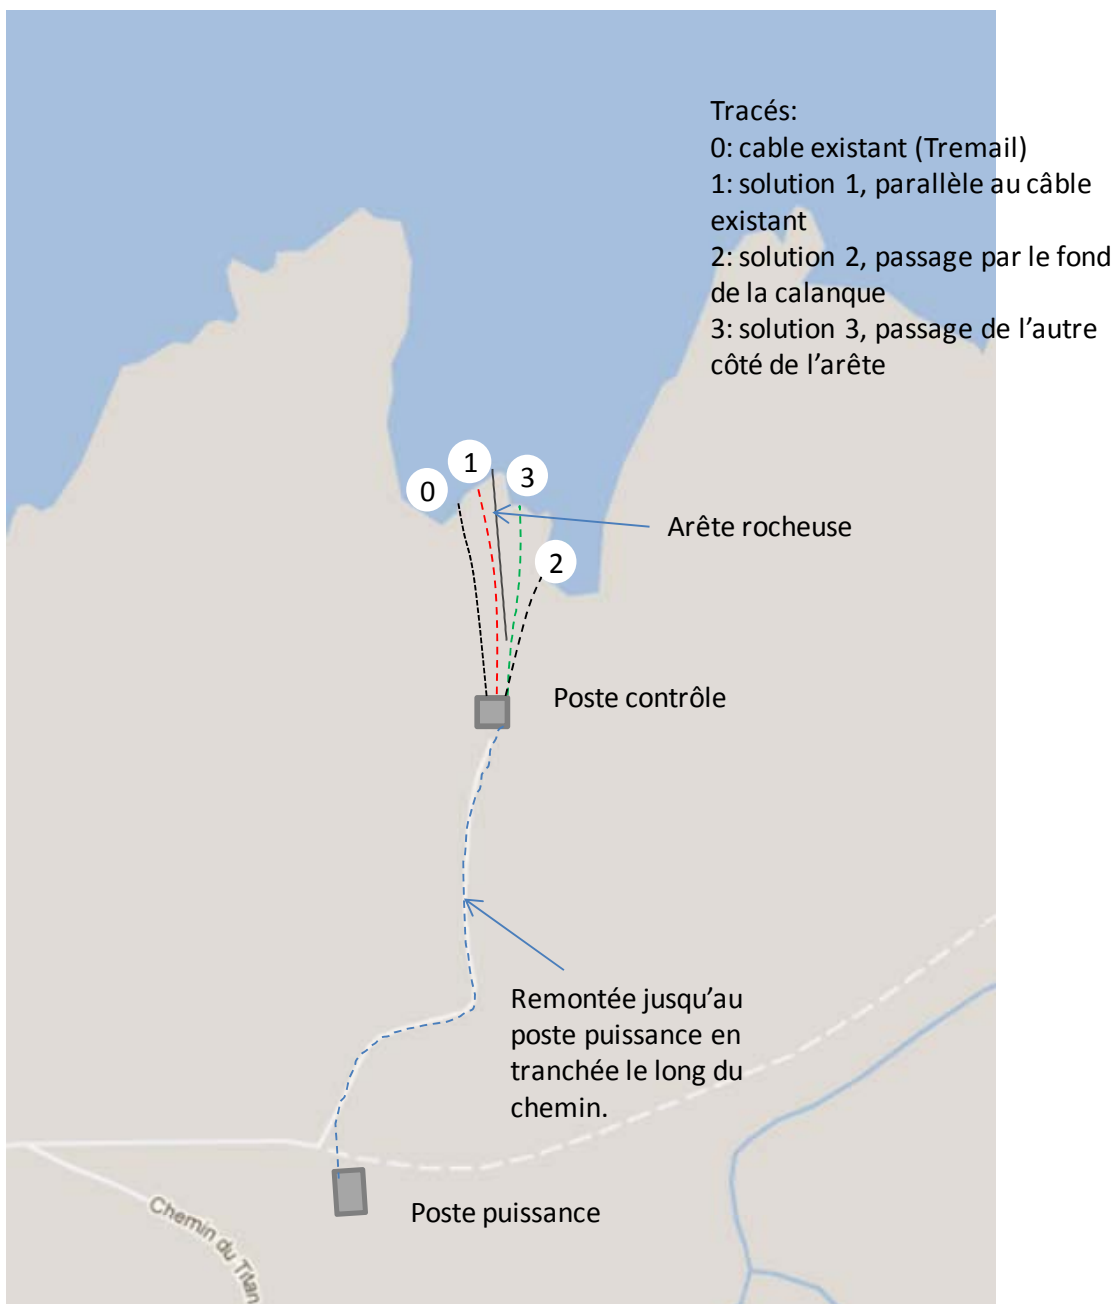 Tracés:
0: cable existant (Tremail)
1: solution 1, parallèle au câble
existant
2: solution 2, passage par le fond
de la calanque
3: solution 3, passage de l'autre
côté de l'arête
1
3
0
Arête rocheuse
2
Poste contrôle
Remontée jusqu'au
poste puissance en
tranchée le long du
chemin.
Poste puissance
Chemin du Titan